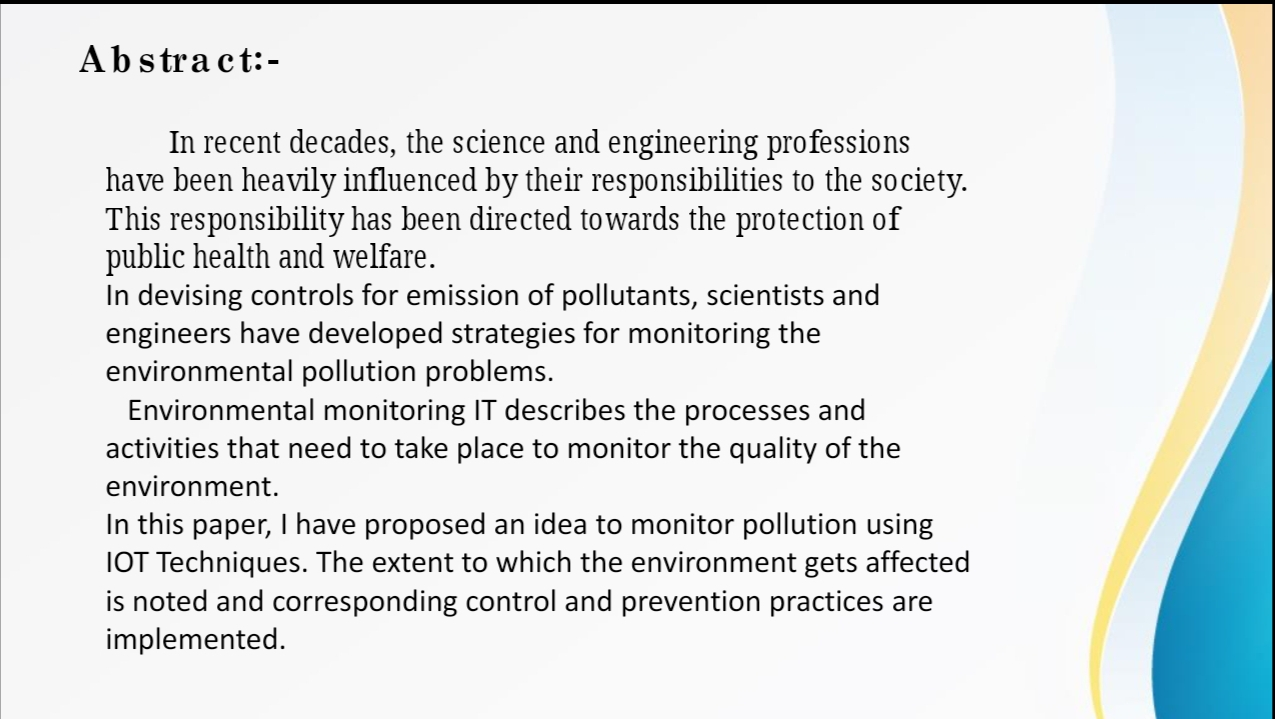 Abstract:-
In recent decades, the science and engineering professions
have been heavily influenced by their responsibilities to the society.
This responsibility has been directed towards the protection of
public health and welfare.
In devising controls for emission of pollutants, scientists and
engineers have developed strategies for monitoring the
environmental pollution problems.
Environmental monitoring IT describes the processes and
activities that need to take place to monitor the quality of the
environment.
In this paper, I have proposed an idea to monitor pollution using
IOT Techniques. The extent to which the environment gets affected
is noted and corresponding control and prevention practices are
implemented.